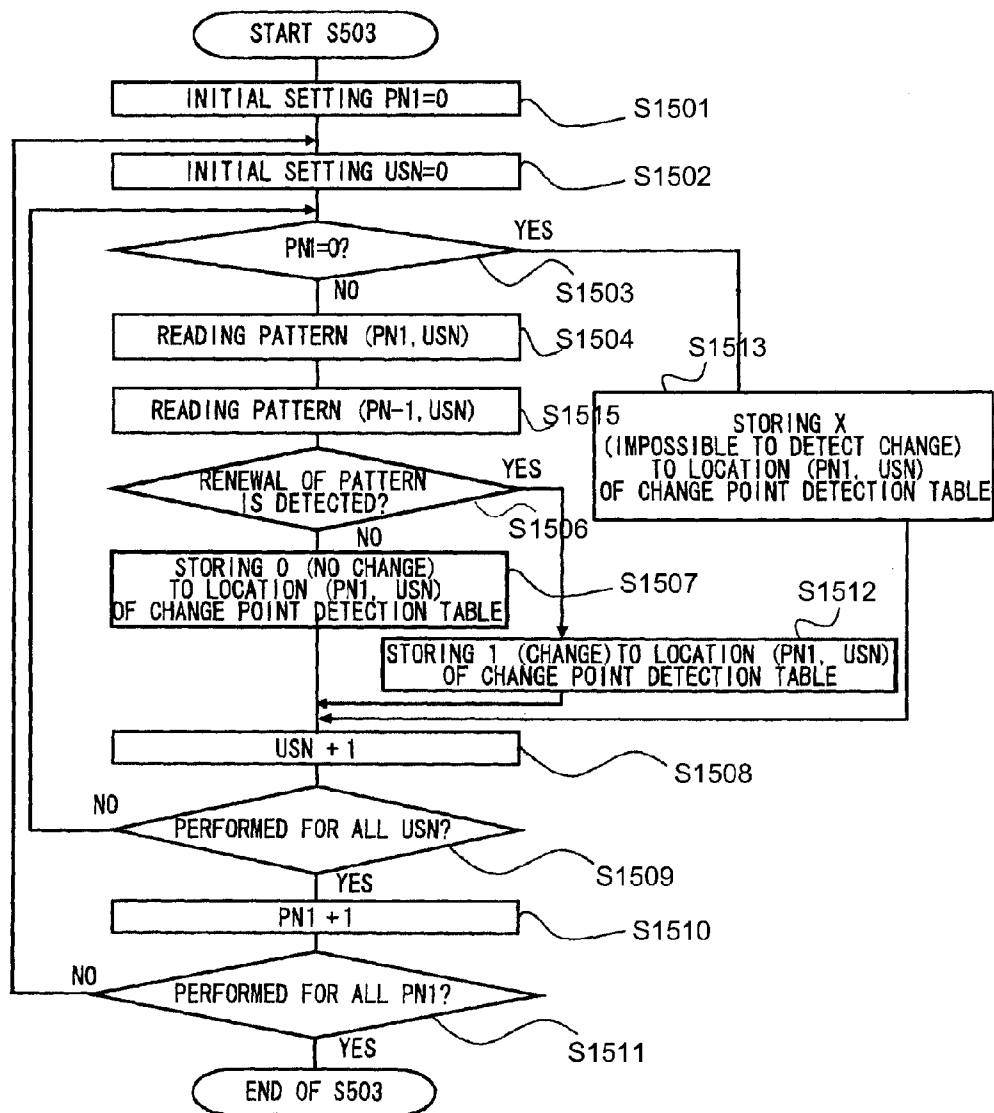 START S503
INITIAL SETTING PN1=0
S1501
INITIAL SETTING USN=0
S1502
PN1=0?
YES
S1503
NO
READING PATTERN (PN1,USN)
S1504
S1513
READING PATTERN (PN-1,USN)
S1515
STORING X
(IMPOSSIBLE TO DETECT CHANGE)
TO LOCATION (PN1, USN)
OF CHANGE POINT DETECTION TABLE
RENEWAL OF PATTERN
IS DETECTED?
YES
S1506
NO
STORING 0 (NO CHANGE)
TO LOCATION (PN1, USN)
OF CHANGE POINT DETECTION TABLE
S1507
S1512
STORING 1 (CHANGE)TO LOCATION (PN1, USN)
OF CHANGE POINT DETECTION TABLE
USN + 1
S1508
NO
PERFORMED FOR ALL USN?
S1509
YES
PN1 +1
S1510
NO
PERFORMED FOR ALL PN1?
S1511
YES
END OF S503